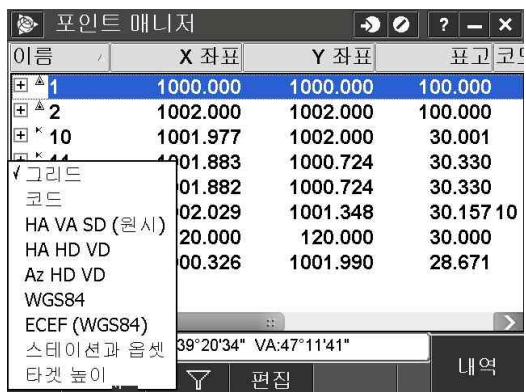 포인트 매니저 ? - x
이름 X 좌표 Y 좌표 표고 코드
1 1000.000 1000.000 100.000
2 1002.000 1002.000 100.000
10 1001.977 1002.000 30.001
1001.883 1000.724 30.330
✓그리드 01.882 1000.724 30.330
코드
HA VA SD (원시) 02.029 1001.348 30.157 10
HA HD VD 20.000 120.000 30.000
Az HD VD 00.326 1001.990 28.671
WGS84
ECEF (WGS84)
스테이션과 옵셋 39°20'34" VA:47°11'41"
타겟 높이 편집 내역